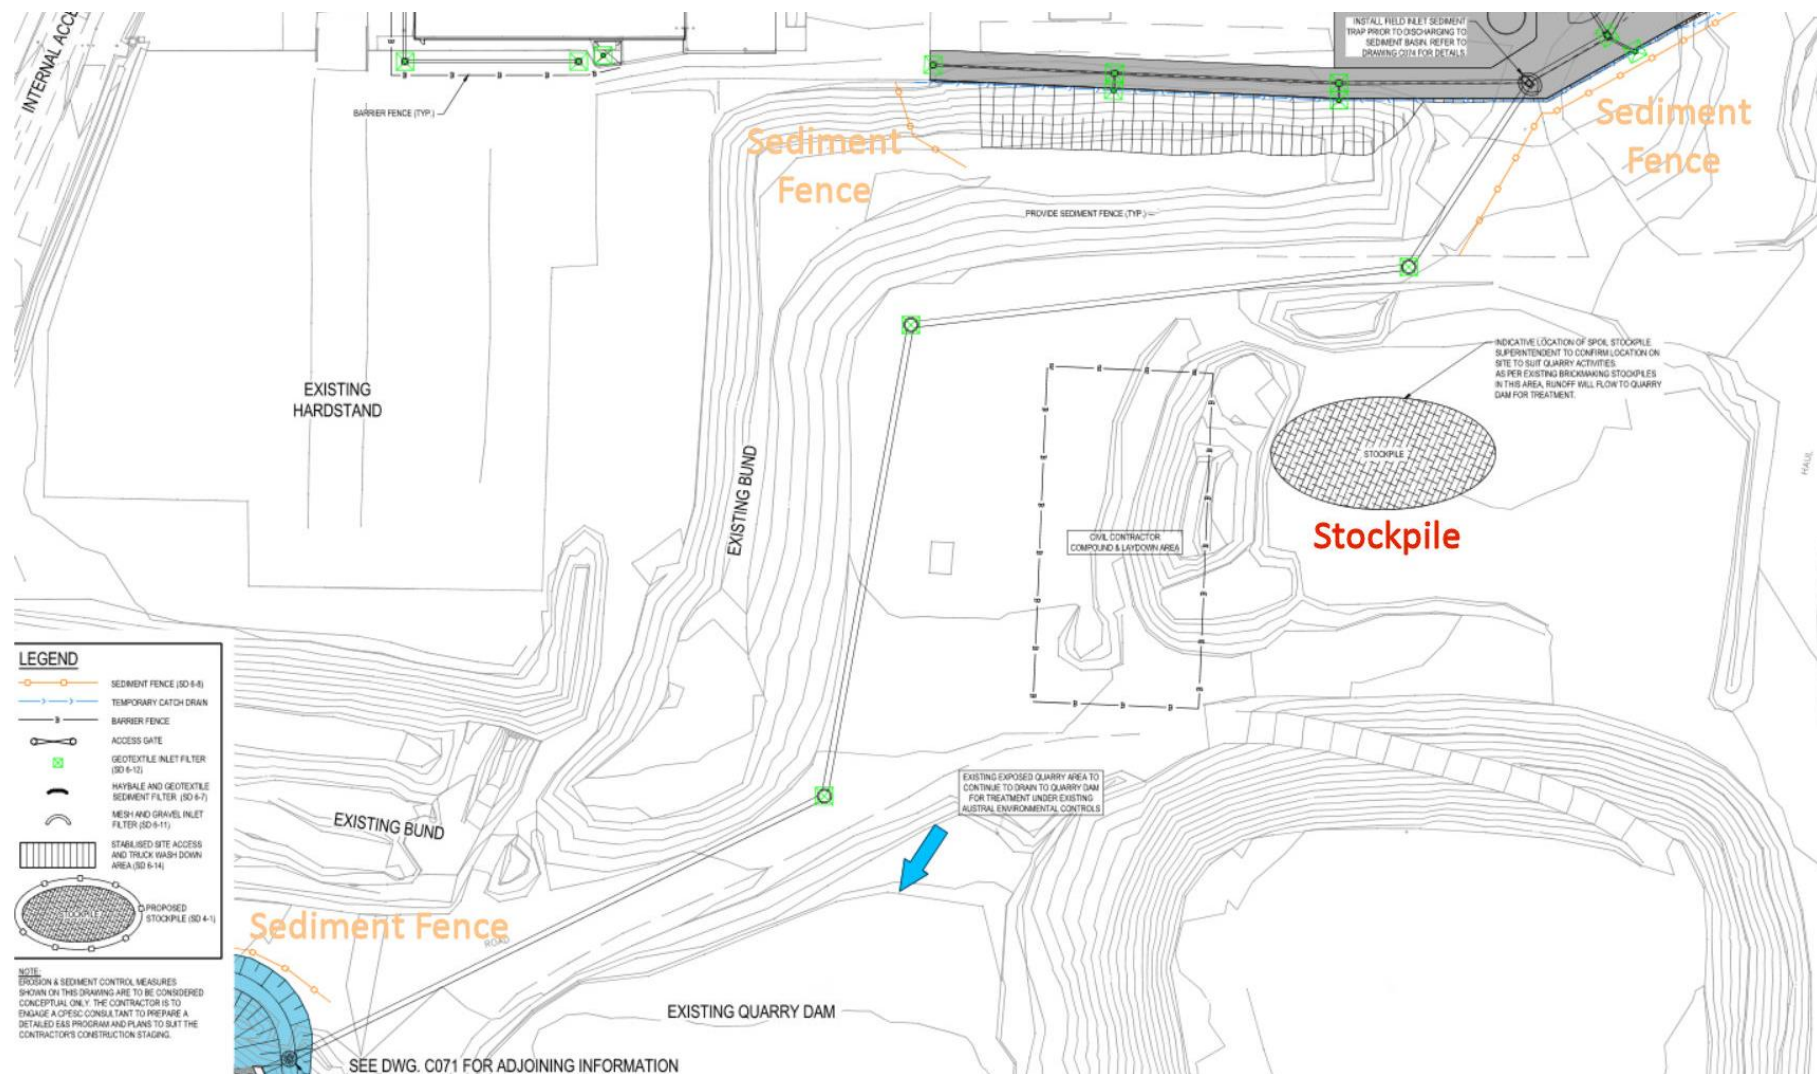 INTERNAL ACCE
BARRIER FENCE (TYP.)
INSTALL FIELD INLET SEDIMENT
TRAP PRIOR TO DISCHARGING TO
SEDIMENT BASIN. REFER TO
DRAWING C074 FOR DETAILS
Sediment
Fence
Sediment
Fence
PROVIDE SEDIMENT FENCE (TYP.)
INDICATIVE LOCATION OF SPOIL STOCKPILE.
SUPERINTENDENT TO CONFIRM LOCATION ON
SITE TO SUIT QUARRY ACTIVITIES.
AS PER EXISTING BRICKMAKING STOCKPILES
IN THIS AREA, RUNOFF WILL FLOW TO QUARRY
DAM FOR TREATMENT.
EXISTING
HARDSTAND
EXISTING BUND
STOCKPILE
Stockpile
HAUL
CIVIL CONTRACTOR
COMPOUND & LAYDOWN AREA
LEGEND
SEDIMENT FENCE (SD 6-8)
TEMPORARY CATCH DRAIN
BARRIER FENCE
ACCESS GATE
GEOTEXTILE INLET FILTER
(SD 6-12)
HAYBALE AND GEOTEXTILE
SEDIMENT FILTER (SD 6-7)
MESH AND GRAVEL INLET
FILTER (SD 6-11)
STABILISED SITE ACCESS
AND TRUCK WASH DOWN
AREA (SD 6-14)
STOCKPILE
PROPOSED
STOCKPILE (SD 4-1)
EXISTING EXPOSED QUARRY AREA TO
CONTINUE TO DRAIN TO QUARRY DAM
FOR TREATMENT UNDER EXISTING
AUSTRAL ENVIRONMENTAL CONTROLS
EXISTING BUND
Sediment Fence
ROAD
NOTE:
EROSION & SEDIMENT CONTROL MEASURES
SHOWN ON THIS DRAWING ARE TO BE CONSIDERED
CONCEPTUAL ONLY. THE CONTRACTOR IS TO
ENGAGE A CPESC CONSULTANT TO PREPARE A
DETAILED E&S PROGRAM AND PLANS TO SUIT THE
CONTRACTOR'S CONSTRUCTION STAGING.
EXISTING QUARRY DAM
SEE DWG. C071 FOR ADJOINING INFORMATION